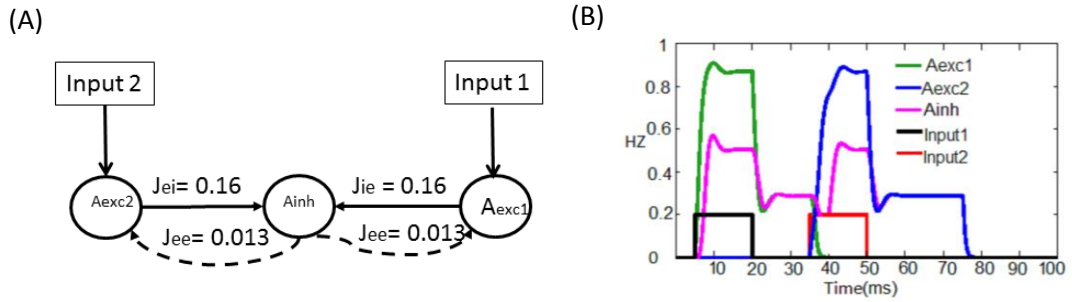 (A)
(B)
Input 2
Input 1
Jei= 0.16
Jie = 0.16
Aexc2
Ainh
Aexc1
Jee= 0.013
Jee= 0.013
1
0.8
0.6
HZ
0.4
0.2
0
10 20 30 40 50 60 70 80 90 100
Time(ms)
Aexc1
Aexc2
Ainh
Input1
Input2